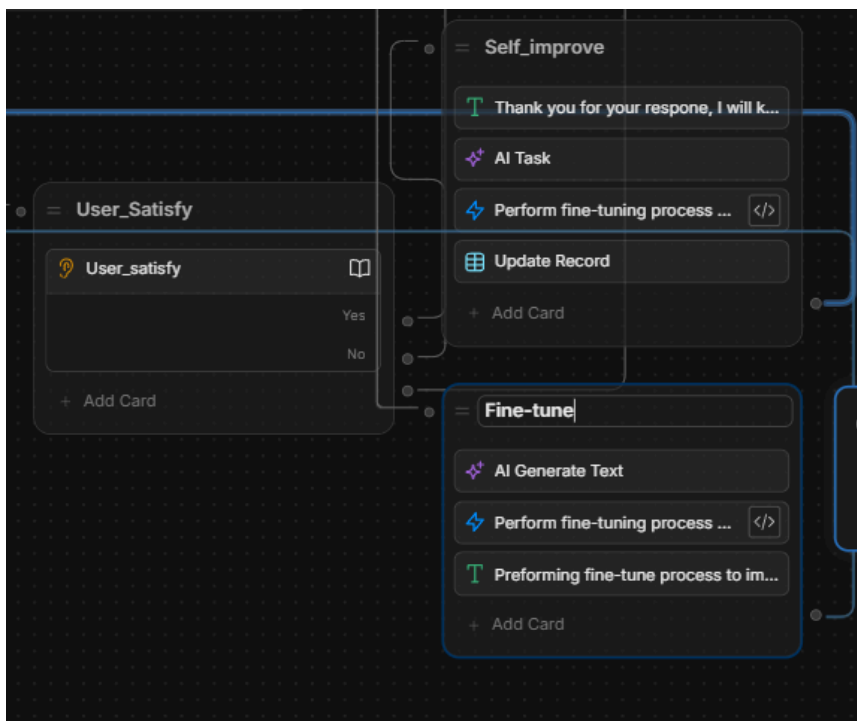 Self_improve
Thank you for your respone, I will k...
AI Task
Perform fine-tuning process ... </>
Update Record
+ Add Card
User_Satisfy
User_satisfy
Yes
No
+ Add Card
Fine-tune
AI Generate Text
Perform fine-tuning process ... </>
Preforming fine-tune process to im...
+ Add Card